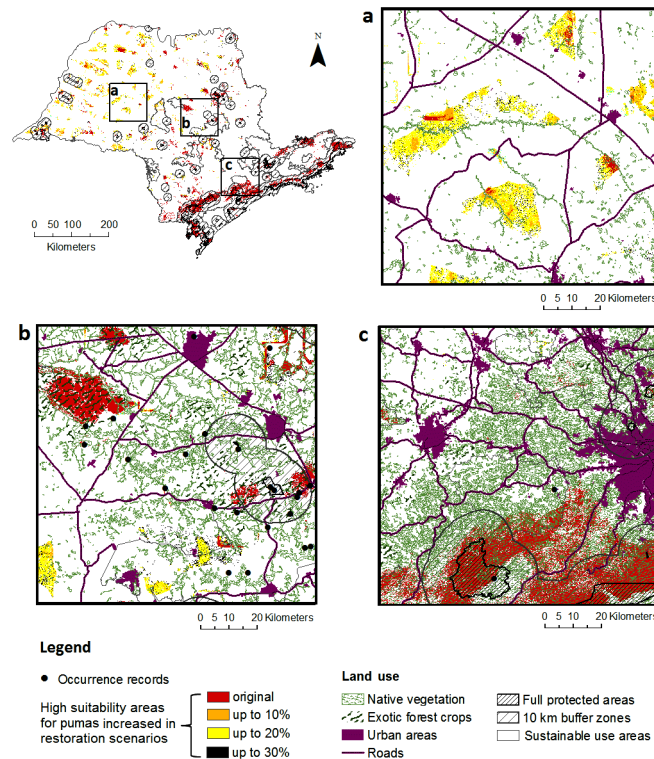 a
N
a
b
c
0 50 100 200
Kilometers
0 5 10 20 Kilometers
b
c
0 5 10 20 Kilometers
0 5 10 20 Kilometers
Legend
Occurrence records
High suitability areas
for pumas increased in
restoration scenarios
original
up to 10%
up to 20%
up to 30%
Land use
Native vegetation
Exotic forest crops
Urban areas
Roads
Full protected areas
10 km buffer zones
Sustainable use areas